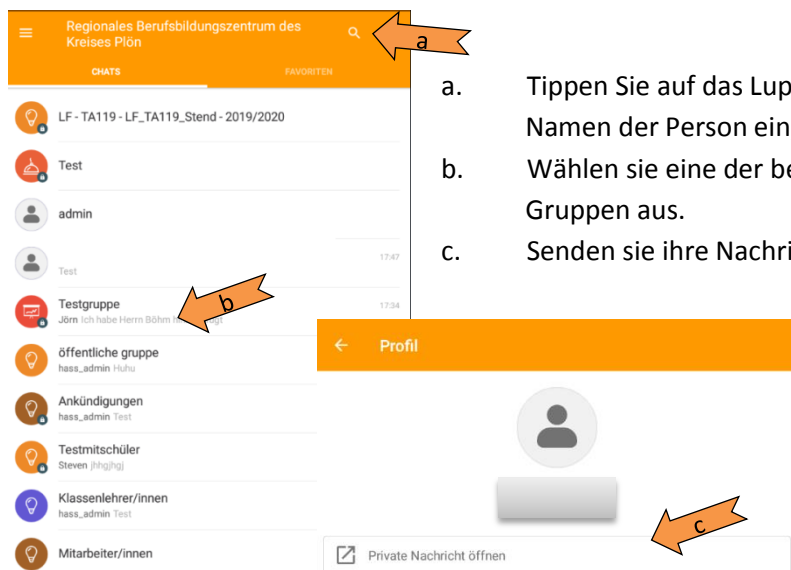 Regionales Berufsbildungszentrum des
Kreises Plön
a
CHATS
FAVORITEN
LF - TA119 - LF_TA119_Stend - 2019/2020
Test
admin
17:47
Test
Testgruppe
17:34
Jörn Ich habe Herrn Böhm
b
öffentliche gruppe
hass_admin Huhu
Ankündigungen
hass_admin Test
Testmitschüler
Steven jhhgjhgj
Klassenlehrer/innen
hass_admin Test
Mitarbeiter/innen
a. Tippen Sie auf das Lup
Namen der Person ein
b. Wählen sie eine der be
Gruppen aus.
c. Senden sie ihre Nachri
Profil
c
Private Nachricht öffnen